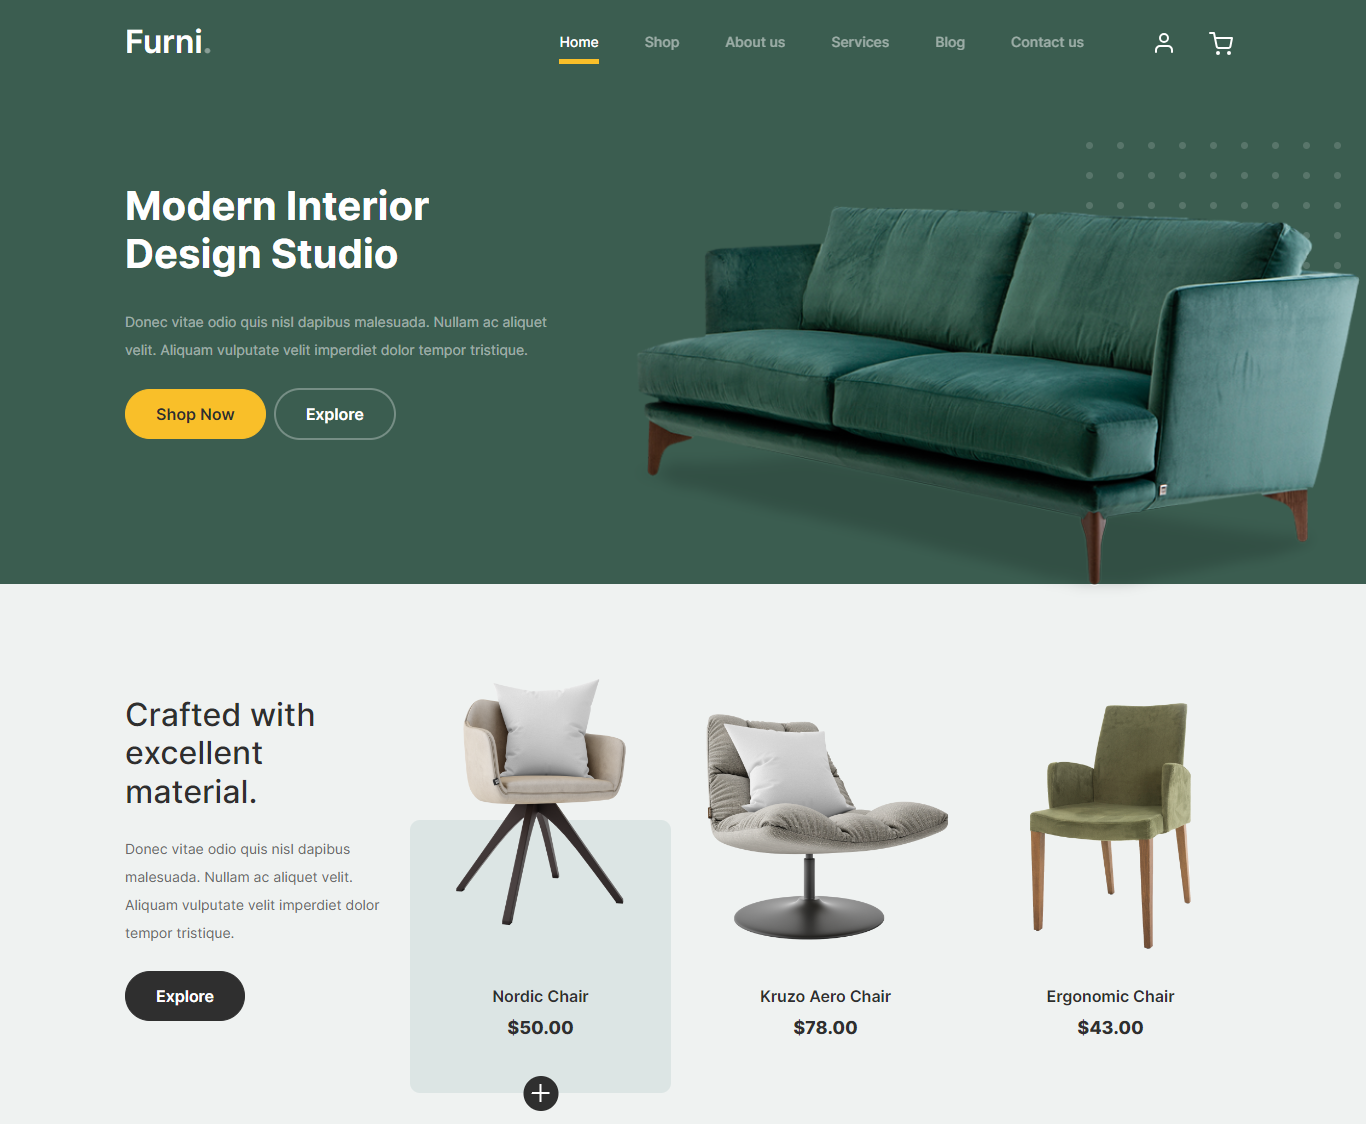 Furni.
Home
Shop
About us
Services
Blog
Contact us
Modern Interior
Design Studio
Donec vitae odio quis nisl dapibus malesuada. Nullam ac aliquet
velit. Aliquam vulputate velit imperdiet dolor tempor tristique.
Shop Now
Explore
Crafted with
excellent
material.
Donec vitae odio quis nisl dapibus
malesuada. Nullam ac aliquet velit.
Aliquam vulputate velit imperdiet dolor
tempor tristique.
Explore
Nordic Chair
$50.00
Kruzo Aero Chair
$78.00
Ergonomic Chair
$43.00